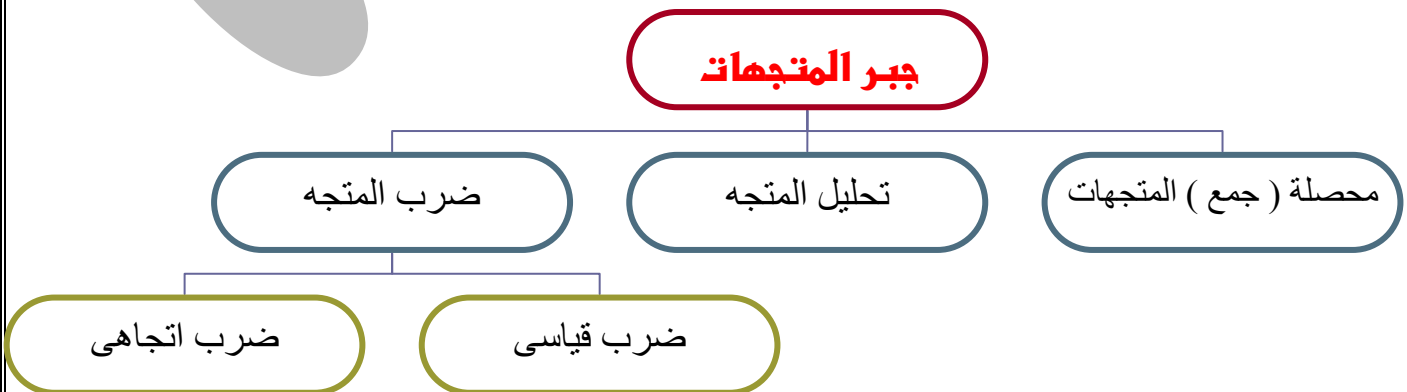 جبر المتجهات
محصلة ( جمع ) المتجهات
تحليل المتجه
ضرب المتجه
ضرب قياسى
ضرب اتجاهى